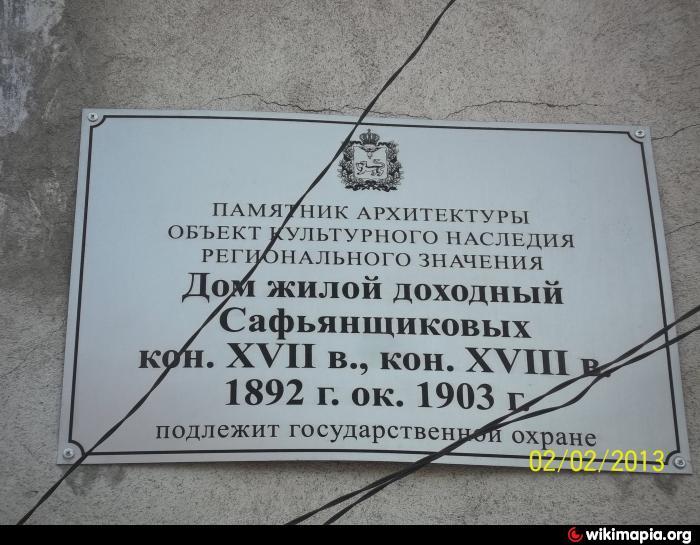 ПАМЯТНИК АРХИТЕКТУРЫ
ОБЪЕКТ КУЛЬТУРНОГО НАСЛЕДИЯ
РЕГИОНАЛЬНОГО ЗНАЧЕНИЯ
Дом жилой доходный
Сафьянщиковых
кон. XVII в., кон. XVIII в.
1892 г. ок. 1903 г.
подлежит государственной охране
02/02/2013
wikimapia.org